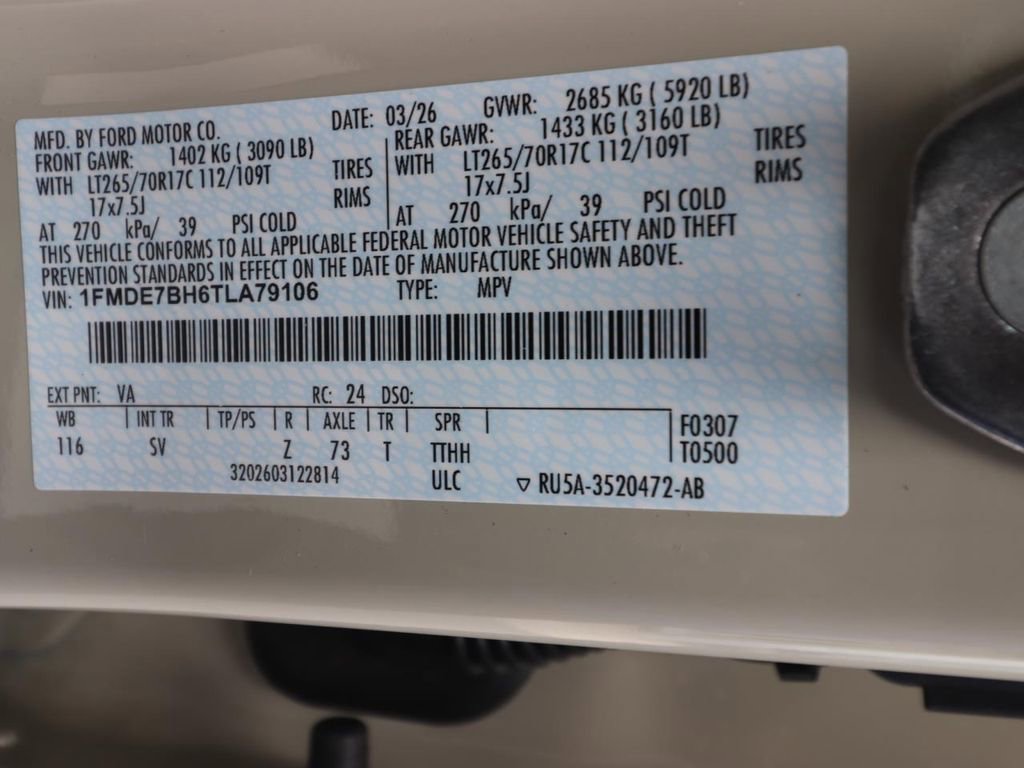 MFD. BY FORD MOTOR CO. DATE: 03/26 GVWR: 2685 KG ( 5920 LB)
FRONT GAWR: 1402 KG ( 3090 LB) REAR GAWR: 1433 KG ( 3160 LB)
WITH LT265/70R17C 112/109T TIRES WITH LT265/70R17C 112/109T TIRES
17x7.5J RIMS 17x7.5J RIMS
AT 270 kPa/ 39 PSI COLD AT 270 kPa/ 39 PSI COLD
THIS VEHICLE CONFORMS TO ALL APPLICABLE FEDERAL MOTOR VEHICLE SAFETY AND THEFT
PREVENTION STANDARDS IN EFFECT ON THE DATE OF MANUFACTURE SHOWN ABOVE.
VIN: 1FMDE7BH6TLA79106 TYPE: MPV
EXT PNT: VA RC: 24 DSO:
WB INT TR TP/PS R AXLE TR SPR F0307
116 SV Z 73 T TTHH T0500
3202603122814 ULC ▽ RU5A-3520472-AB